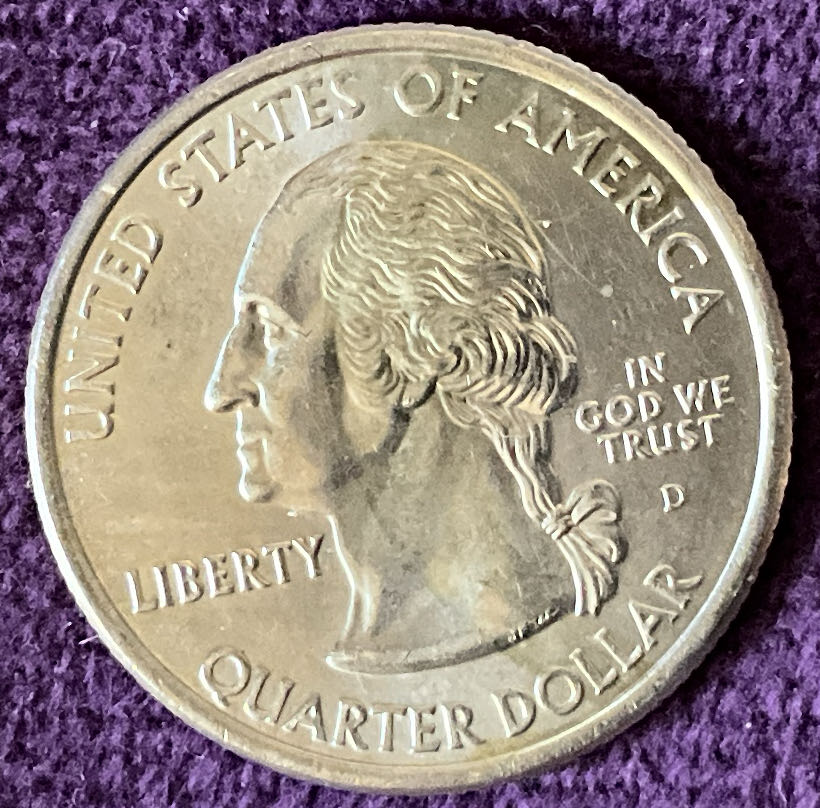 UNITED STATES OF AMERICA
IN
GOD WE
TRUST
D
LIBERTY
QUARTER DOLLAR